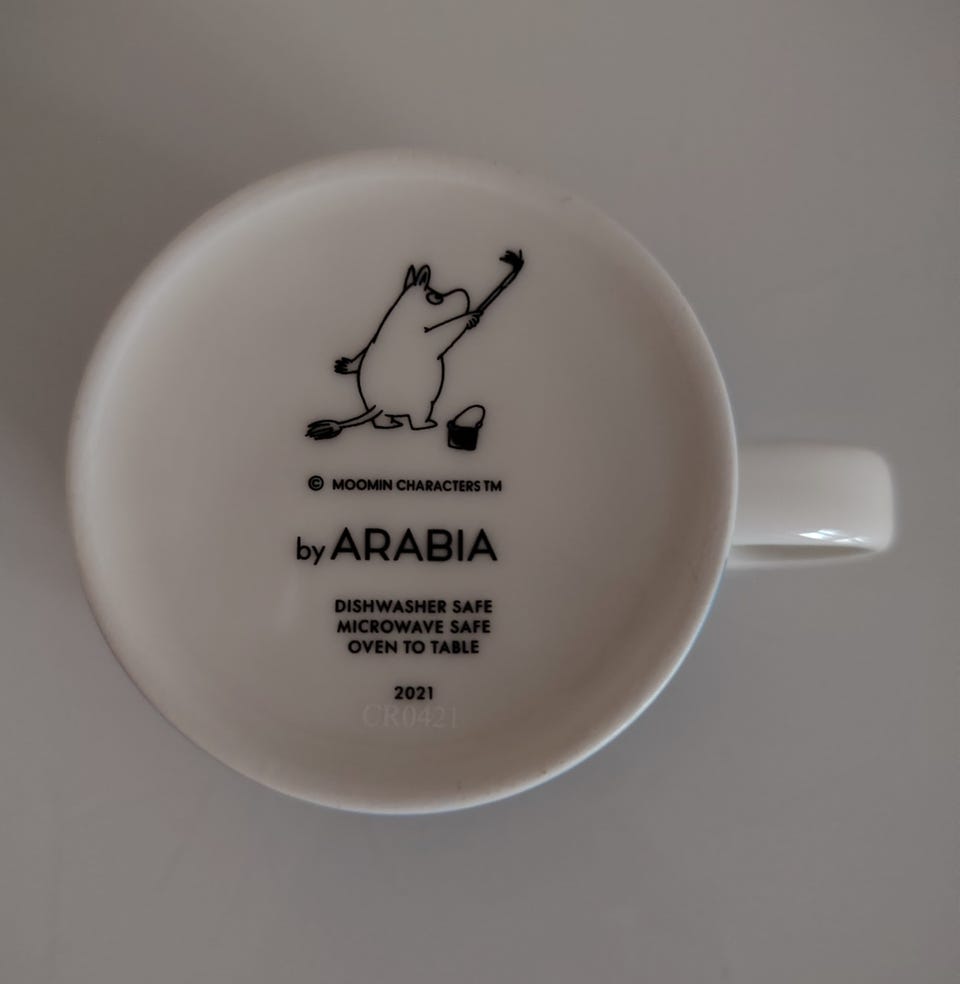 © MOOMIN CHARACTERS TM
by ARABIA
DISHWASHER SAFE
MICROWAVE SAFE
OVEN TO TABLE
2021
CR0421